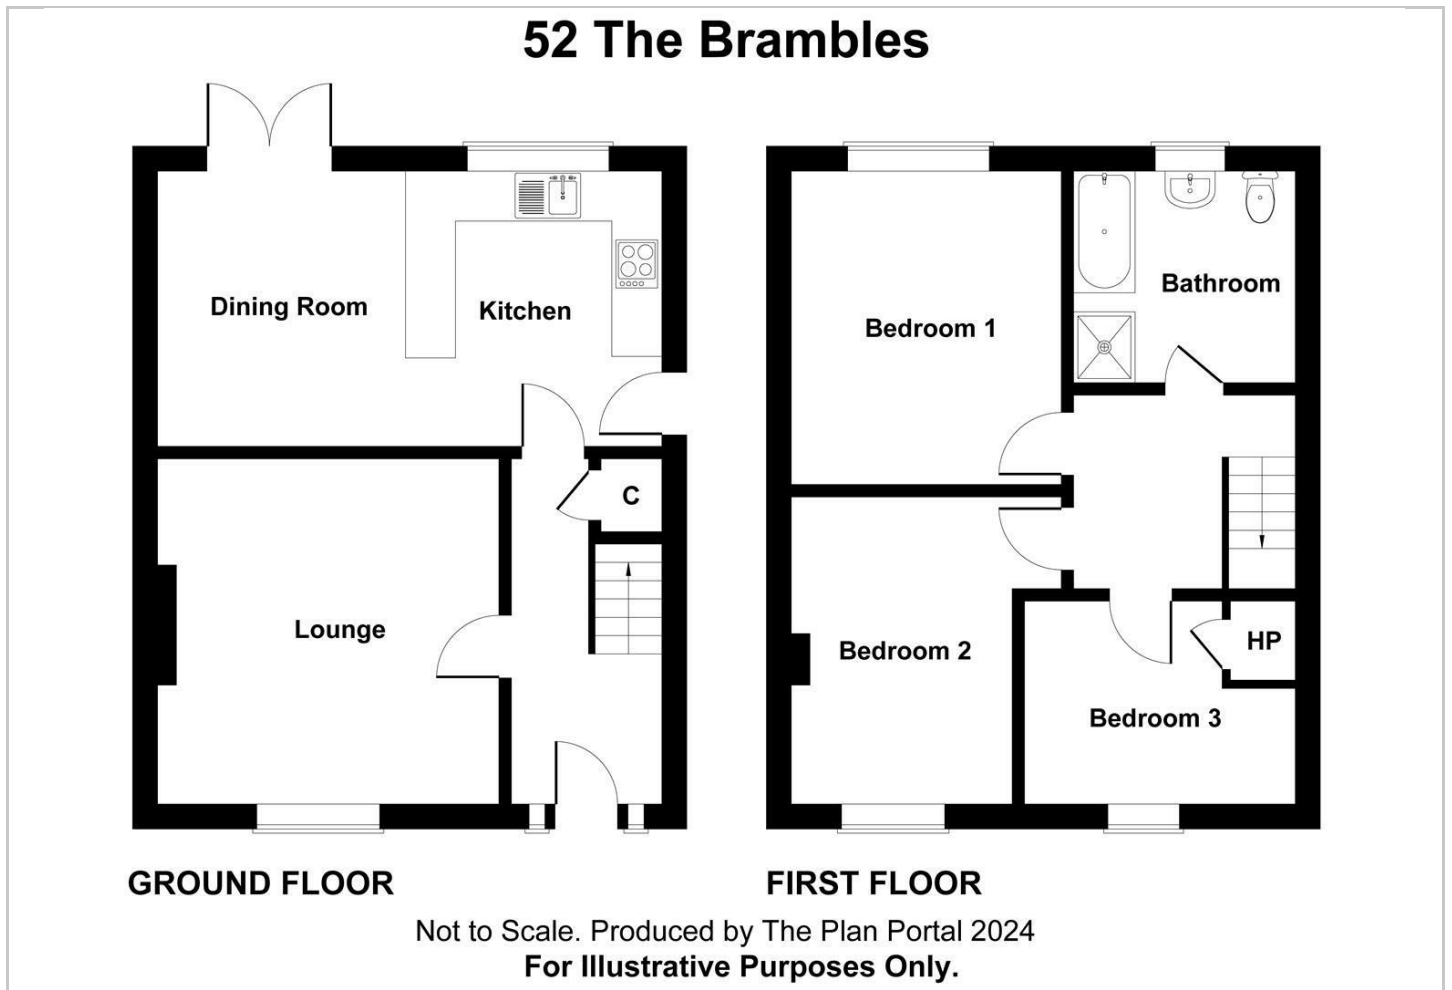 52 The Brambles
Dining Room
Kitchen
C
Lounge
GROUND FLOOR
Bedroom 1
Bathroom
Bedroom 2
HP
Bedroom 3
FIRST FLOOR
Not to Scale. Produced by The Plan Portal 2024
For Illustrative Purposes Only.